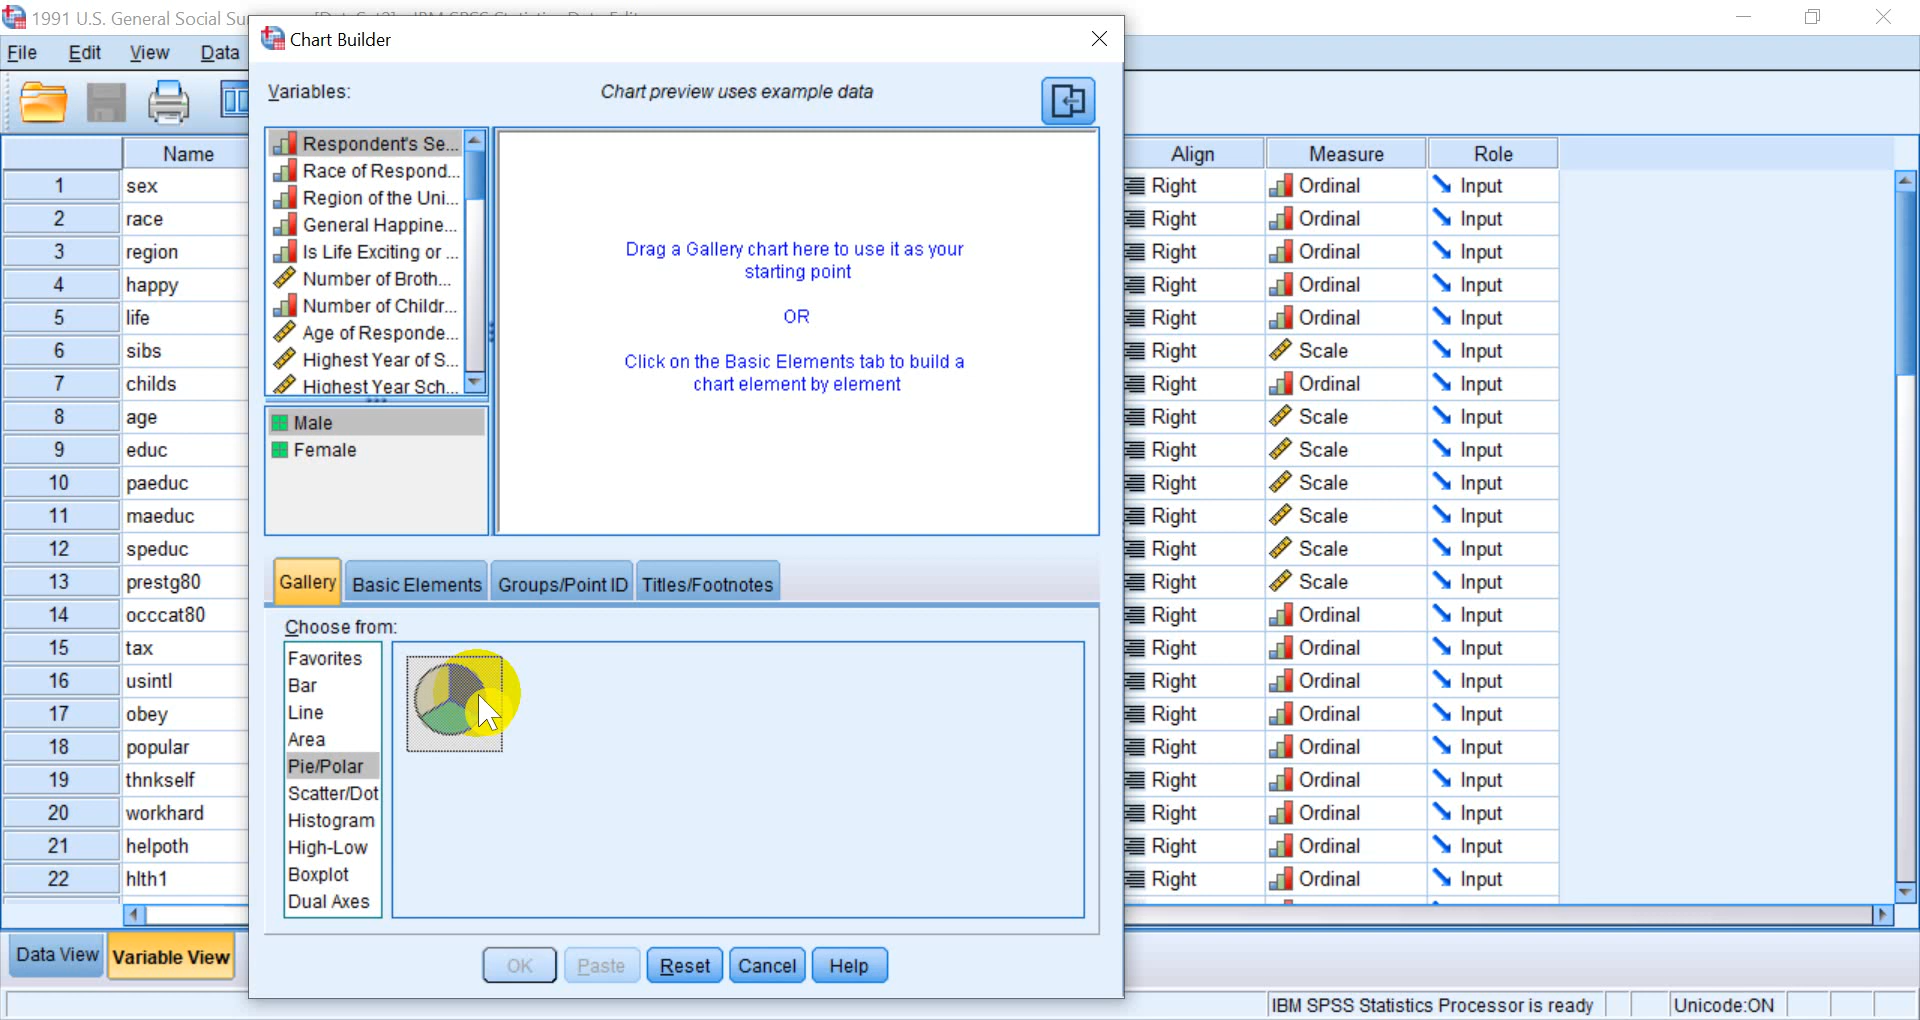 1991 U.S. General Social Su
Chart Builder
File Edit View Data
Variables:
Chart preview uses example data
Respondent's Se...
Race of Respond...
Region of the Uni...
General Happine...
Is Life Exciting or ...
Number of Broth...
Number of Childr...
Age of Responde...
Highest Year of S...
Highest Year Sch...
Male
Female
Drag a Gallery chart here to use it as your
starting point
OR
Click on the Basic Elements tab to build a
chart element by element
Gallery Basic Elements Groups/Point ID Titles/Footnotes
Choose from:
Favorites
Bar
Line
Area
Pie/Polar
Scatter/Dot
Histogram
High-Low
Boxplot
Dual Axes
OK Paste Reset Cancel Help
Name Align Measure Role
1 sex Right Ordinal Input
2 race Right Ordinal Input
3 region Right Ordinal Input
4 happy Right Ordinal Input
5 life Right Ordinal Input
6 sibs Right Scale Input
7 childs Right Ordinal Input
8 age Right Scale Input
9 educ Right Scale Input
10 paeduc Right Scale Input
11 maeduc Right Scale Input
12 speduc Right Scale Input
13 prestg80 Right Scale Input
14 occcat80 Right Ordinal Input
15 tax Right Ordinal Input
16 usintl Right Ordinal Input
17 obey Right Ordinal Input
18 popular Right Ordinal Input
19 thnkself Right Ordinal Input
20 workhard Right Ordinal Input
21 helpoth Right Ordinal Input
22 hlth1 Right Ordinal Input
Data View Variable View
IBM SPSS Statistics Processor is ready Unicode:ON